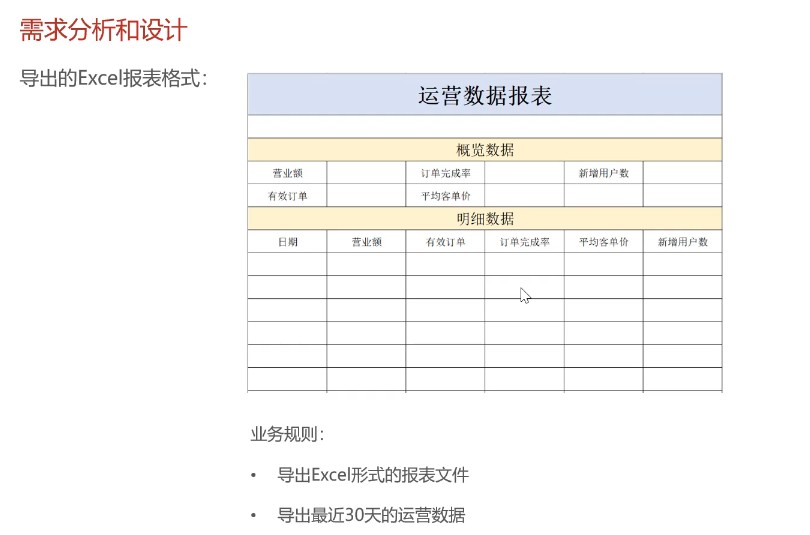 需求分析和设计
导出的Excel报表格式：
运营数据报表
概览数据
营业额 订单完成率 新增用户数
有效订单 平均客单价
明细数据
日期 营业额 有效订单 订单完成率 平均客单价 新增用户数
业务规则：
• 导出Excel形式的报表文件
• 导出最近30天的运营数据